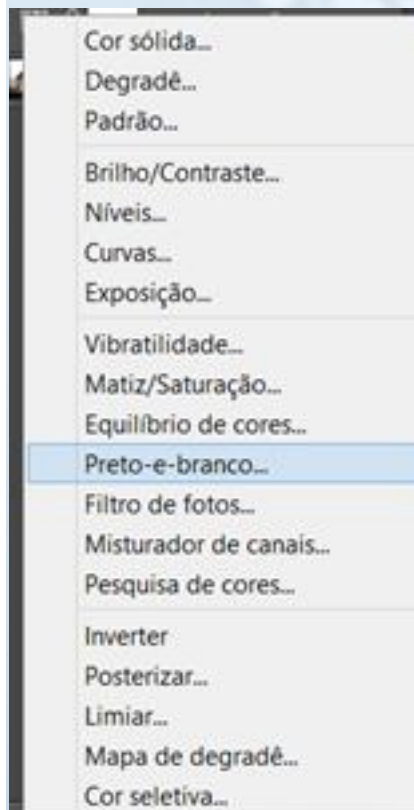 Cor sólida...
Degradê...
Padrão...
Brilho/Contraste...
Níveis...
Curvas...
Exposição...
Vibratilidade...
Matiz/Saturação...
Equilíbrio de cores...
Preto-e-branco...
Filtro de fotos...
Misturador de canais...
Pesquisa de cores...
Inverter
Posterizar...
Limiar...
Mapa de degradê...
Cor seletiva...